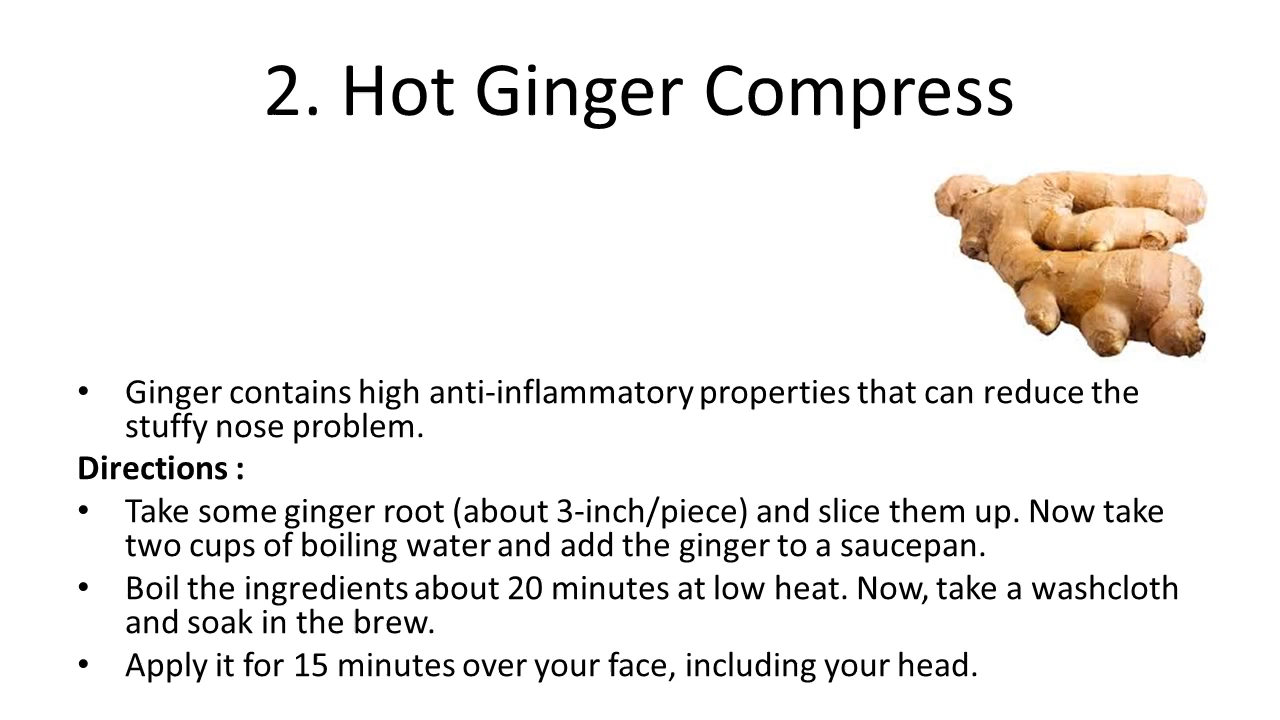 2. Hot Ginger Compress
• Ginger contains high anti-inflammatory properties that can reduce the
stuffy nose problem.
Directions :
• Take some ginger root (about 3-inch/piece) and slice them up. Now take
two cups of boiling water and add the ginger to a saucepan.
• Boil the ingredients about 20 minutes at low heat. Now, take a washcloth
and soak in the brew.
• Apply it for 15 minutes over your face, including your head.